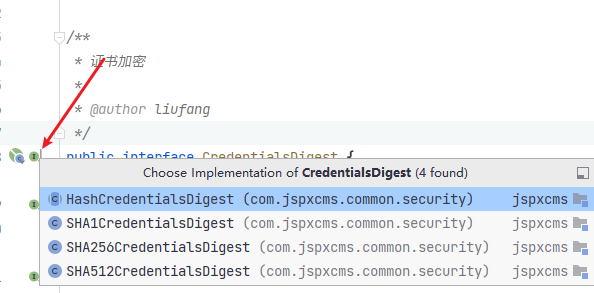 /**
* 证书加密
*
* @author liufang
*/
public interface CredentialsDigest {
Choose Implementation of CredentialsDigest (4 found)
HashCredentialsDigest (com.jspxcms.common.security) jspxcms
SHA1CredentialsDigest (com.jspxcms.common.security) jspxcms
SHA256CredentialsDigest (com.jspxcms.common.security) jspxcms
SHA512CredentialsDigest (com.jspxcms.common.security) jspxcms